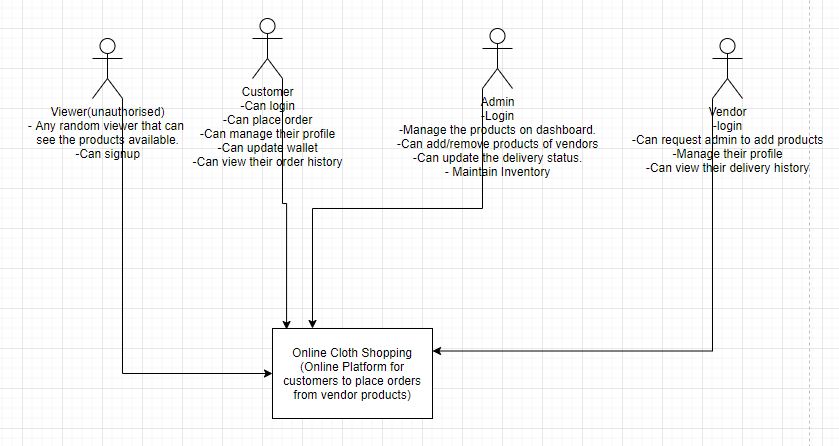 Viewer(unauthorised)
- Any random viewer that can
see the products available.
-Can signup
Customer
-Can login
-Can place order
-Can manage their profile
-Can update wallet
-Can view their order history
Admin
-Login
-Manage the products on dashboard.
-Can add/remove products of vendors
-Can update the delivery status.
- Maintain Inventory
Vendor
-login
-Can request admin to add products
-Manage their profile
-Can view their delivery history
Online Cloth Shopping
(Online Platform for
customers to place orders
from vendor products)